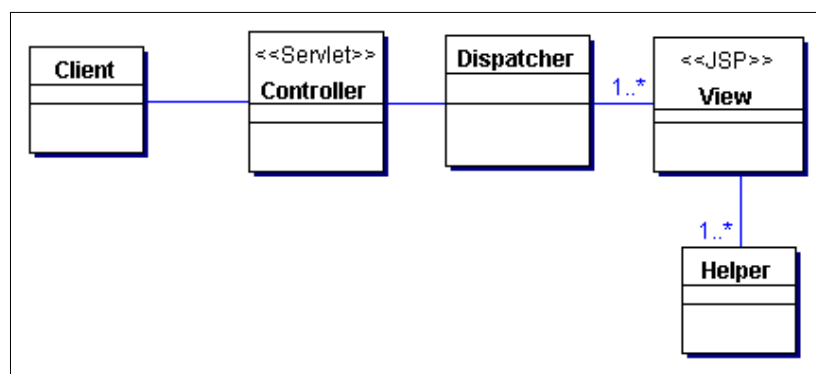 Client
<<Servlet>>
Controller
Dispatcher
1..*
<<JSP>>
View
1..*
Helper